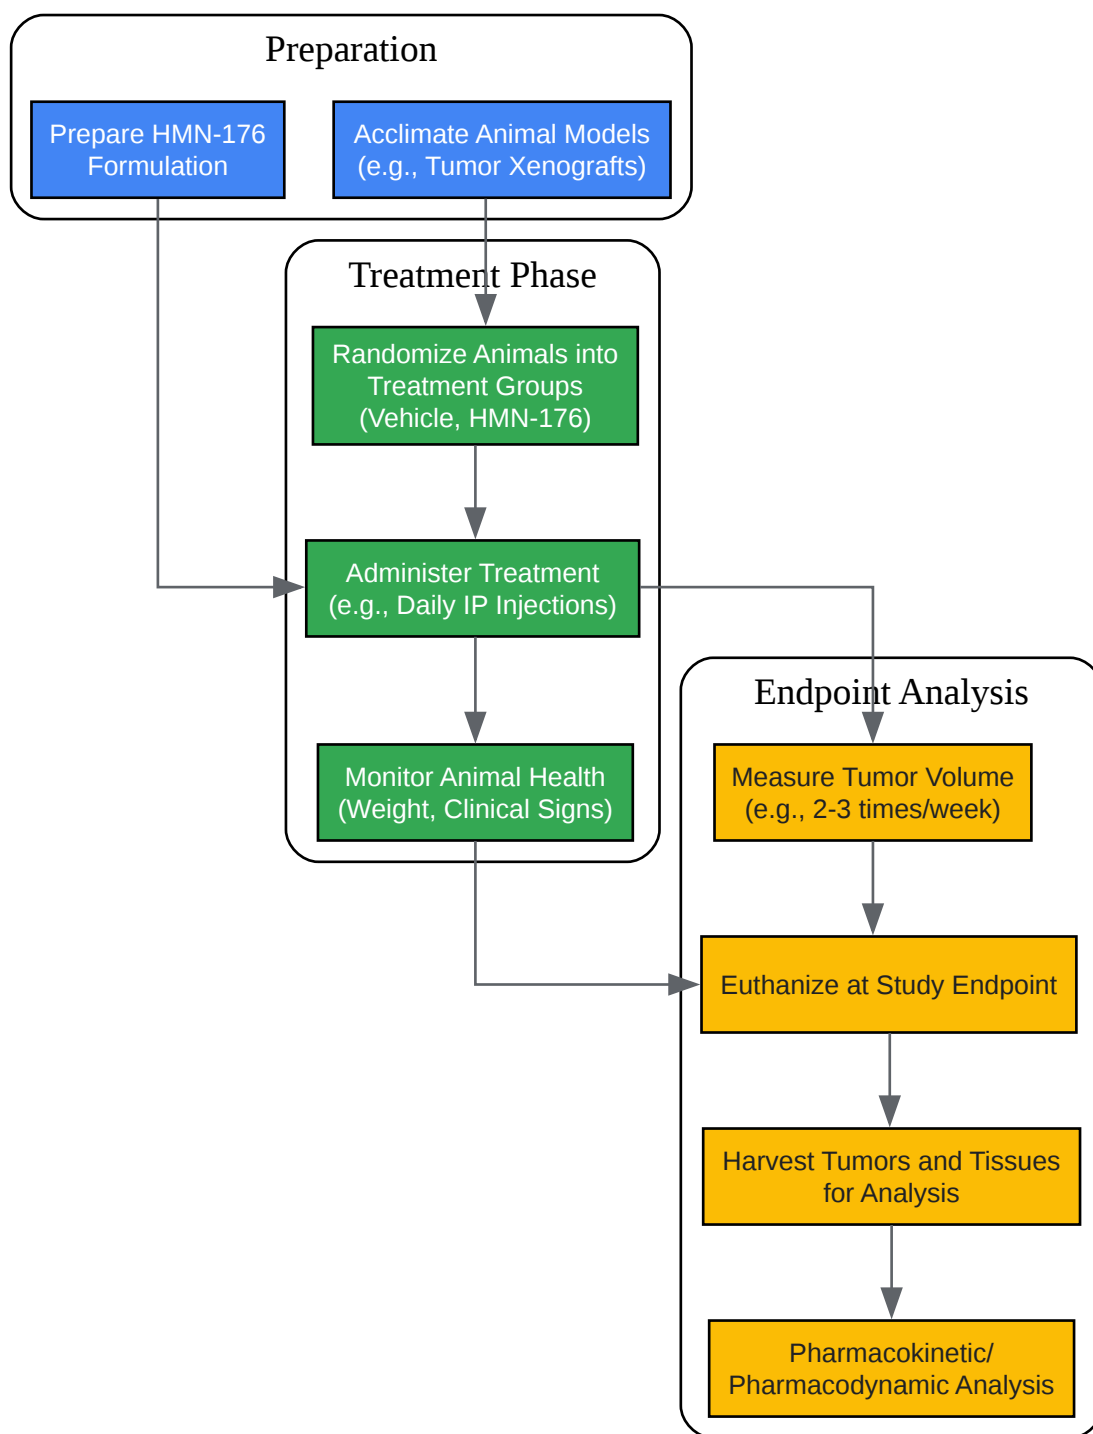 Preparation
Prepare HMN-176
Formulation
Acclimate Animal Models
(e.g., Tumor Xenografts)
Treatment Phase
Randomize Animals into
Treatment Groups
(Vehicle, HMN-176)
Administer Treatment
(e.g., Daily IP Injections)
Monitor Animal Health
(Weight, Clinical Signs)
Endpoint Analysis
Measure Tumor Volume
(e.g., 2-3 times/week)
Euthanize at Study Endpoint
Harvest Tumors and Tissues
for Analysis
Pharmacokinetic/
Pharmacodynamic Analysis